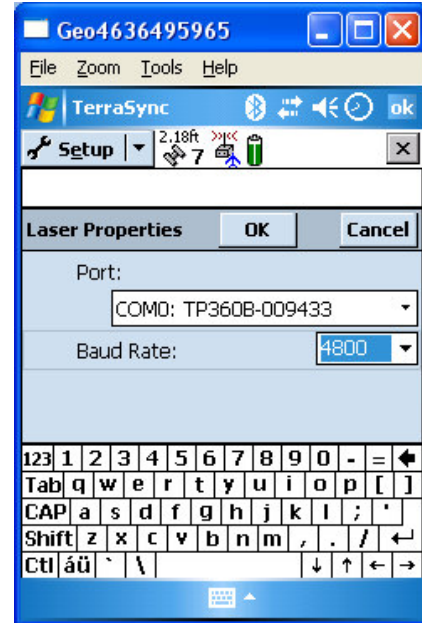 Geo4636495965
File Zoom Tools Help
TerraSync ok
Setup 2.18ft 7
Laser Properties OK Cancel
Port:
COM0: TP360B-009433
Baud Rate: 4800
123 1 2 3 4 5 6 7 8 9 0 - =
Tab q w e r t y u i o p [ ]
CAP a s d f g h j k l ; '
Shift z x c v b n m , . /
Ctl áü ` \